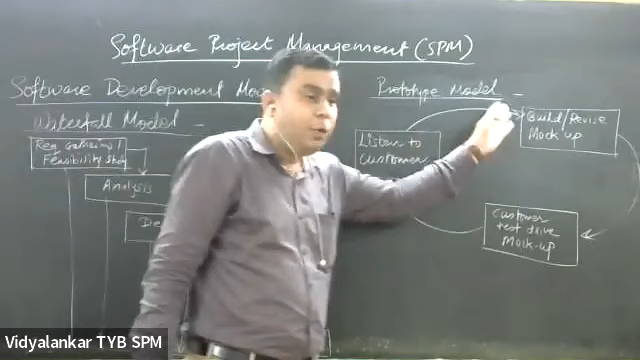 Software Project Management (SPM)
Software Development
Waterfall Model -
Req gathering /
Feasibility study
Analysis
De
Prototype Model -
Listen to
Customer
Build/Revise
Mock up
Customer
test drive
Mock-up
Vidyalankar TYB SPM